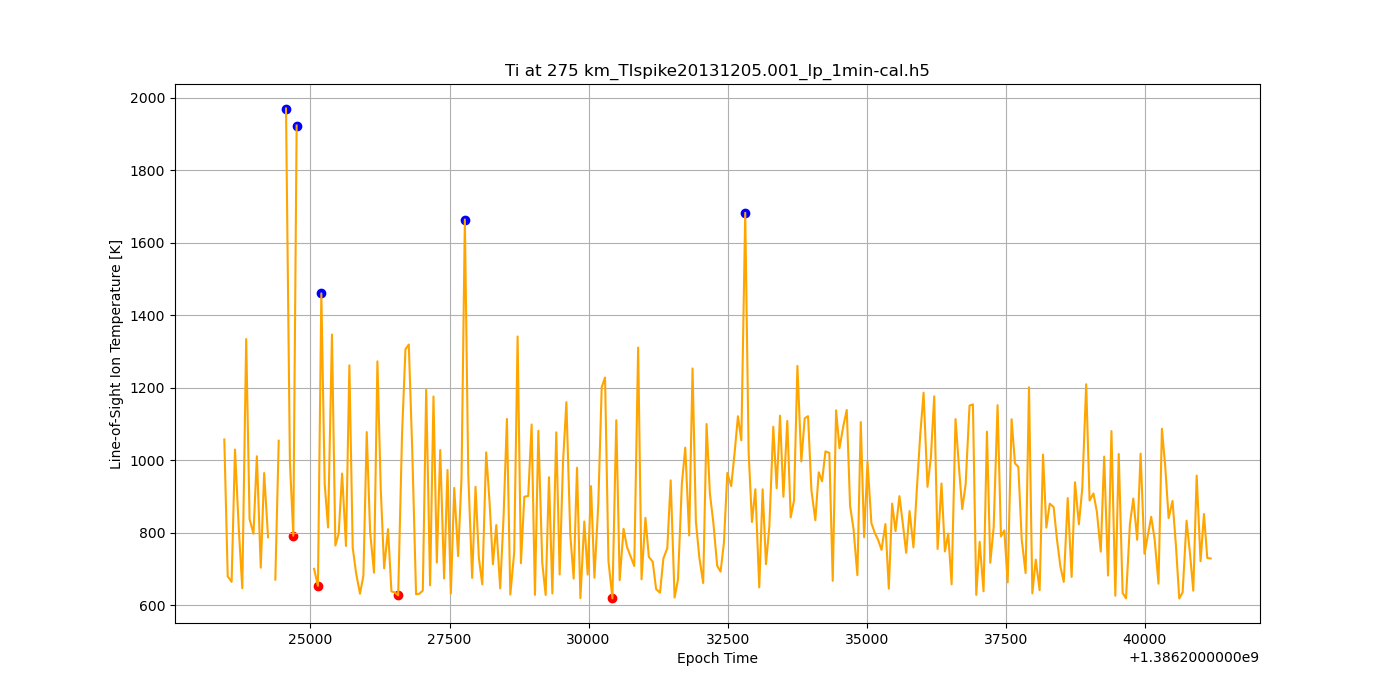 Ti at 275 km_TIspike20131205.001_lp_1min-cal.h5
Line-of-Sight Ion Temperature [K]
2000
1800
1600
1400
1200
1000
800
600
25000 27500 30000 32500 35000 37500 40000
Epoch Time
+1.3862000000e9